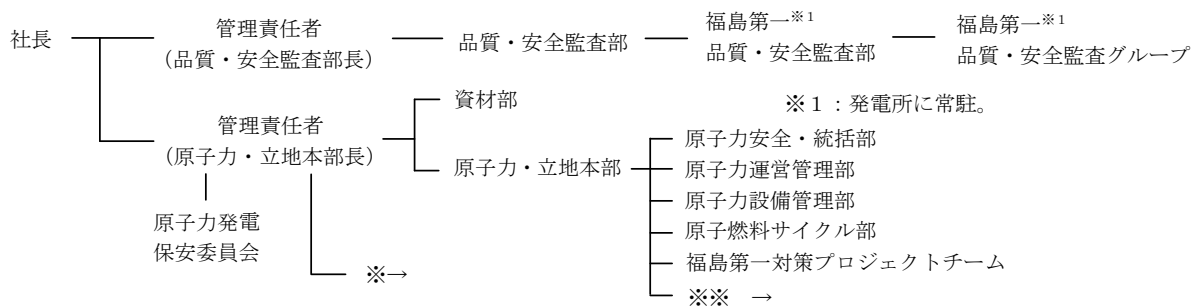 社長
管理責任者
(品質・安全監査部長)
品質・安全監査部
福島第一※1
品質・安全監査部
福島第一※1
品質・安全監査グループ
※1:発電所に常駐。
管理責任者
(原子力・立地本部長)
資材部
原子力・立地本部
原子力安全・統括部
原子力運営管理部
原子力設備管理部
原子燃料サイクル部
福島第一対策プロジェクトチーム
※※ →
原子力発電
保安委員会
※→